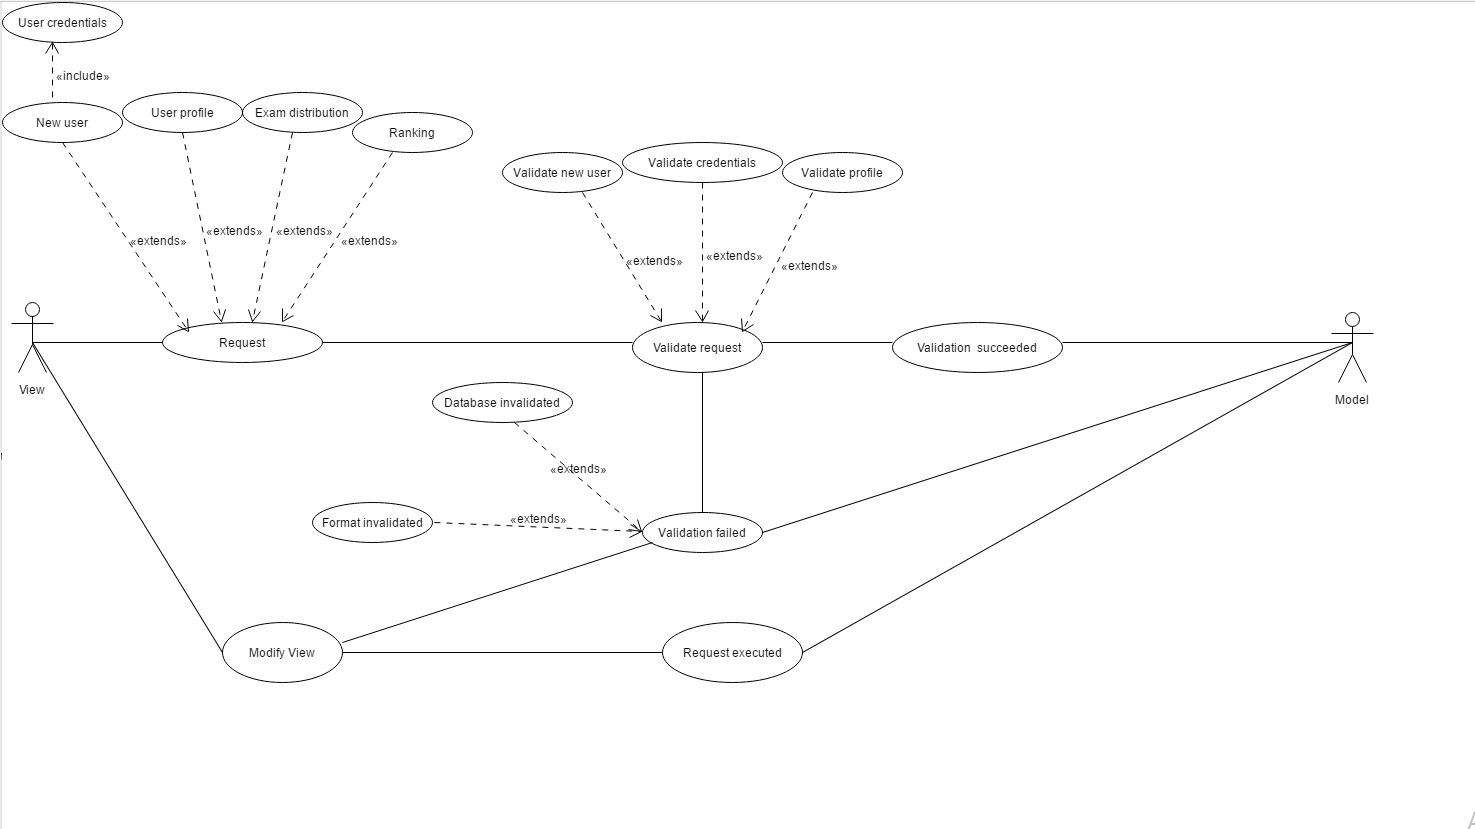 User credentials
«include»
New user
User profile
Exam distribution
Ranking
Validate new user
Validate credentials
Validate profile
«extends»
«extends»
«extends»
«extends»
«extends»
«extends»
«extends»
View
Request
Validate request
Validation succeeded
Model
Database invalidated
«extends»
Format invalidated
«extends»
Validation failed
Modify View
Request executed